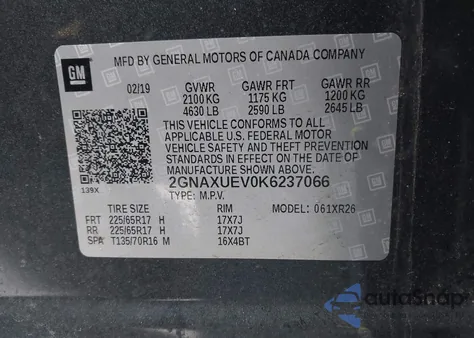 GM
MFD BY GENERAL MOTORS OF CANADA COMPANY
02/19 GVWR GAWR FRT GAWR RR
2100 KG 1175 KG 1200 KG
4630 LB 2590 LB 2645 LB
THIS VEHICLE CONFORMS TO ALL
APPLICABLE U.S. FEDERAL MOTOR
VEHICLE SAFETY AND THEFT PREVENTION
STANDARDS IN EFFECT ON THE DATE OF
MANUFACTURE SHOWN ABOVE.
139X
2GNAXUEV0K6237066
TYPE: M.P.V.
MODEL: 061XR26
TIRE SIZE RIM
FRT 225/65R17 H 17X7J
RR 225/65R17 H 17X7J
SPA T135/70R16 M 16X4BT
autoSnap